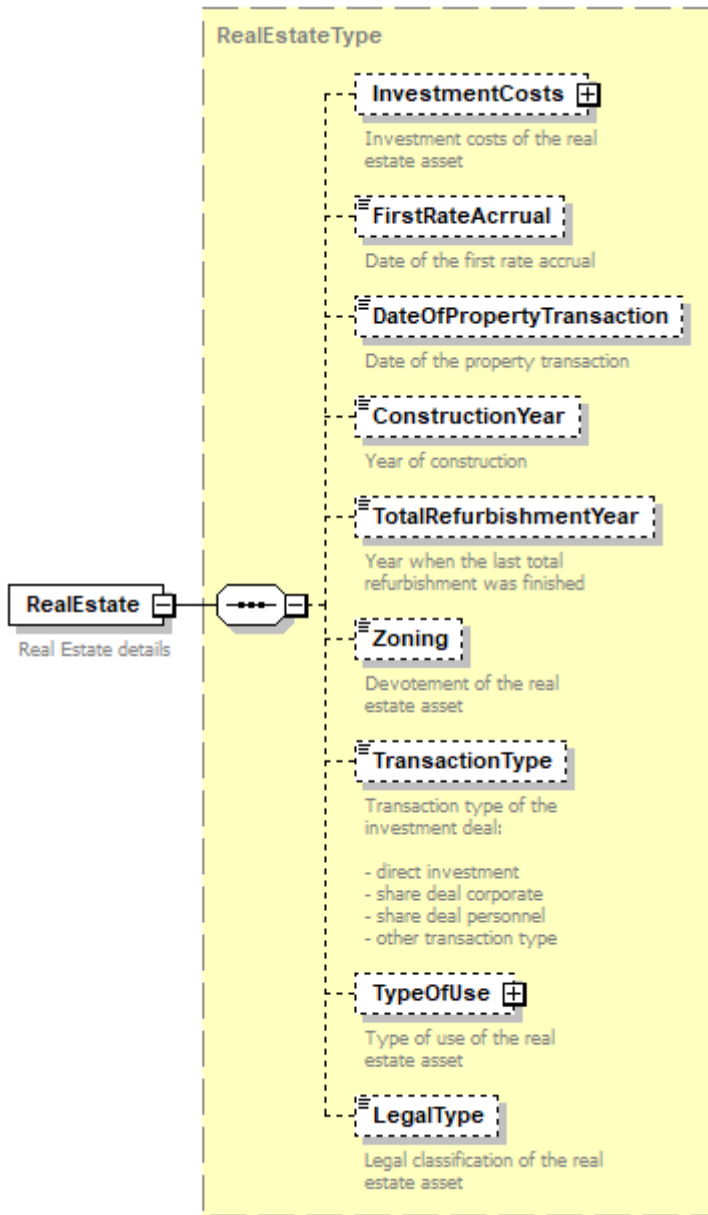 RealEstateType
InvestmentCosts
Investment costs of the real
estate asset
FirstRateAcrrual
Date of the first rate accrual
DateOfPropertyTransaction
Date of the property transaction
ConstructionYear
Year of construction
TotalRefurbishmentYear
Year when the last total
refurbishment was finished
RealEstate
Real Estate details
Zoning
Devotement of the real
estate asset
TransactionType
Transaction type of the
investment deal:
- direct investment
- share deal corporate
- share deal personnel
- other transaction type
TypeOfUse
Type of use of the real
estate asset
LegalType
Legal classification of the real
estate asset